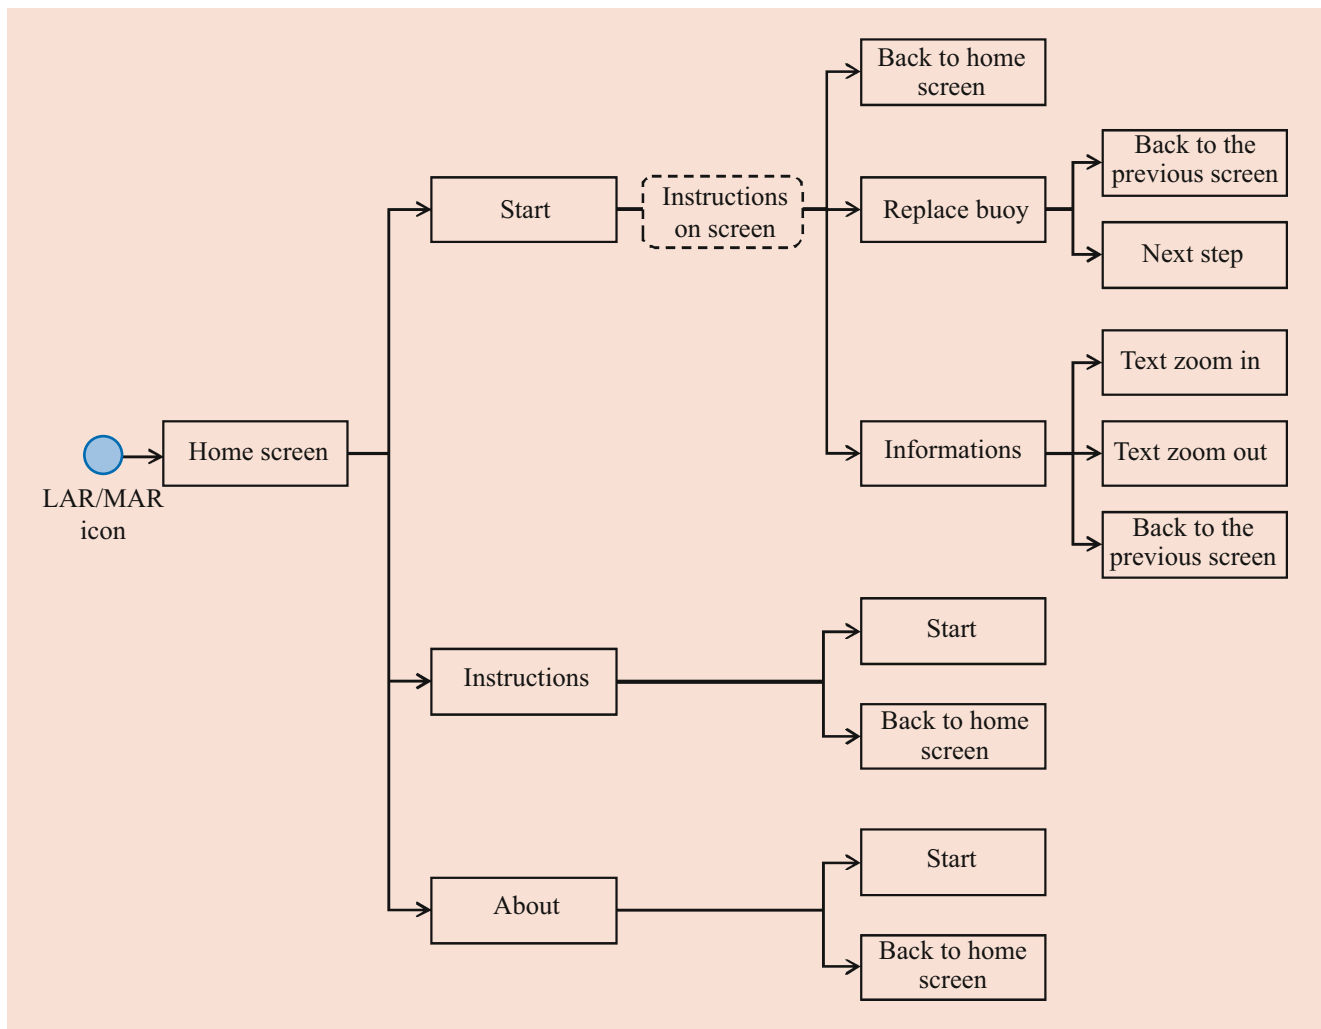 Back to home
screen
Back to the
previous screen
Start
Instructions
on screen
Replace buoy
Next step
Text zoom in
Home screen
Informations
Text zoom out
LAR/MAR
icon
Back to the
previous screen
Start
Instructions
Back to home
screen
Start
About
Back to home
screen